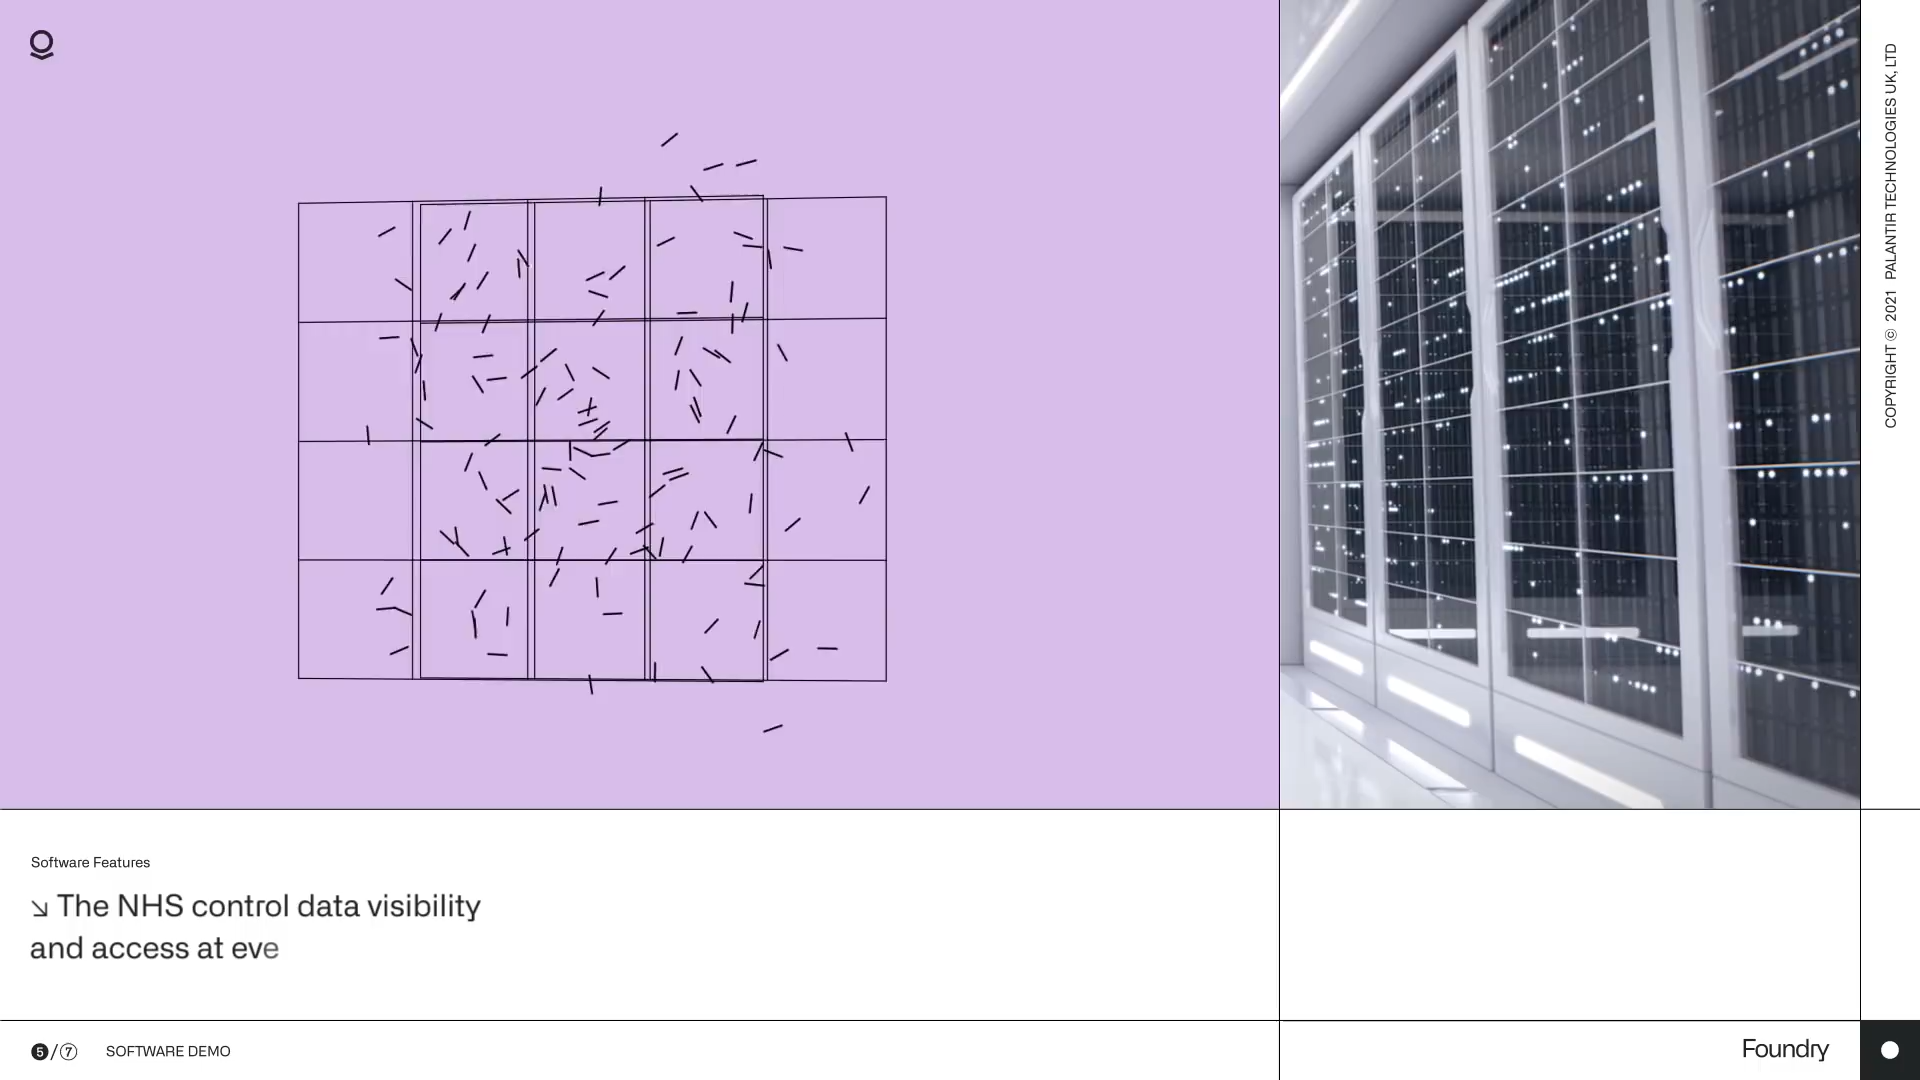 COPYRIGHT © 2021 PALANTIR TECHNOLOGIES UK, LTD
Software Features
↘ The NHS control data visibility
and access at eve
5/7 SOFTWARE DEMO
Foundry